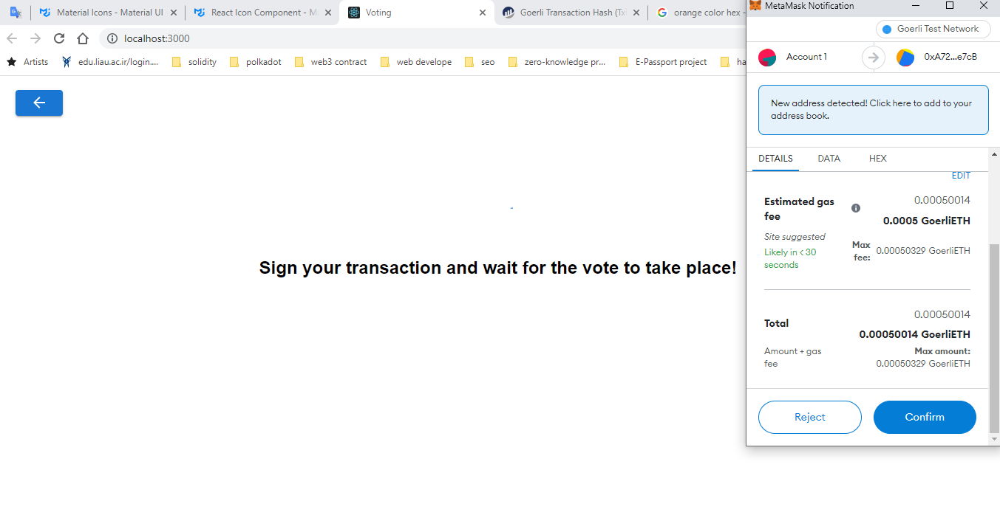 Material Icons - Material UI
React Icon Component - M
Voting
Goerli Transaction Hash (Tx
orange color hex -
localhost:3000
Artists
edu.liau.ac.ir/login....
solidity
polkadot
web3 contract
web develope
seo
zero-knowledge pr...
E-Passport project
ha
Sign your transaction and wait for the vote to take place!
MetaMask Notification
Goerli Test Network
Account 1
0xA72...e7cB
New address detected! Click here to add to your
address book.
DETAILS
DATA
HEX
EDIT
Estimated gas
fee
0.00050014
0.0005 GoerliETH
Site suggested
Likely in < 30
seconds
Max
fee:
0.00050329 GoerliETH
Total
0.00050014
0.00050014 GoerliETH
Amount + gas
fee
Max amount:
0.00050329 GoerliETH
Reject
Confirm